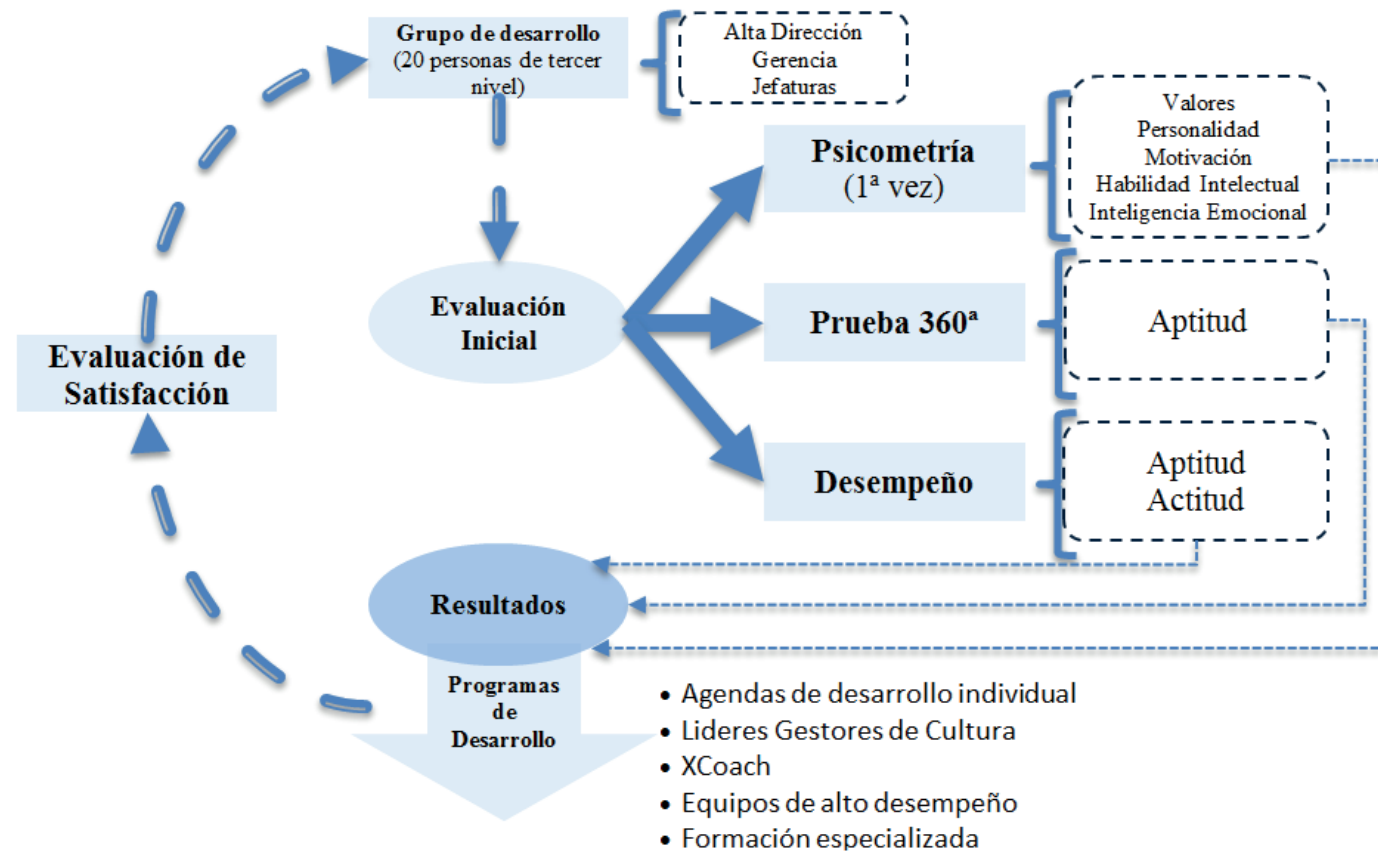 Grupo de desarrollo
(20 personas de tercer
nivel)
Alta Dirección
Gerencia
Jefaturas
Psicometría
(1ª vez)
Valores
Personalidad
Motivación
Habilidad Intelectual
Inteligencia Emocional
Evaluación
Inicial
Prueba 360ª
Aptitud
Evaluación de
Satisfacción
Desempeño
Aptitud
Actitud
Resultados
Programas
de
Desarrollo
• Agendas de desarrollo individual
• Lideres Gestores de Cultura
• XCoach
• Equipos de alto desempeño
• Formación especializada